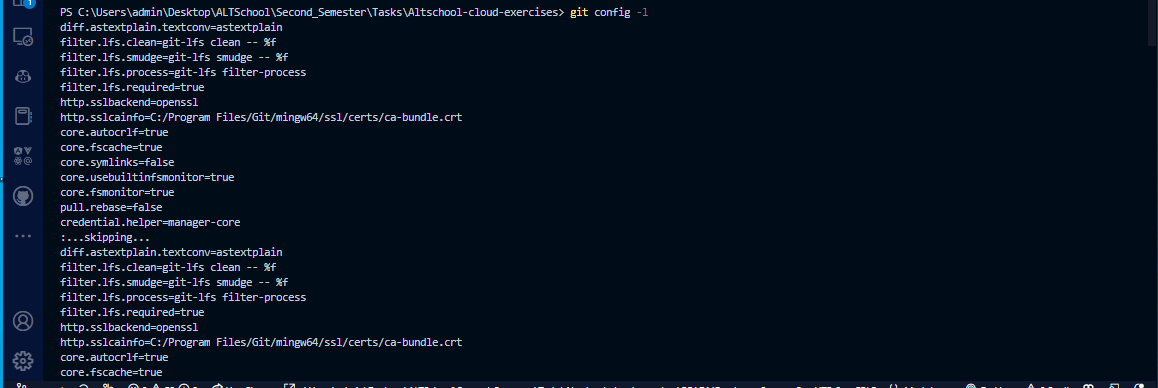 1
PS C:\Users\admin\Desktop\ALTSchool\Second_Semester\Tasks\Altschool-cloud-exercises> git config -l
diff.astextplain.textconv=astextplain
filter.lfs.clean=git-lfs clean -- %f
filter.lfs.smudge=git-lfs smudge -- %f
filter.lfs.process=git-lfs filter-process
filter.lfs.required=true
http.sslbackend=openssl
http.sslcainfo=C:/Program Files/Git/mingw64/ssl/certs/ca-bundle.crt
core.autocrlf=true
core.fscache=true
core.symlinks=false
core.usebuiltinfsmonitor=true
core.fsmonitor=true
pull.rebase=false
credential.helper=manager-core
:...skipping...
diff.astextplain.textconv=astextplain
filter.lfs.clean=git-lfs clean -- %f
filter.lfs.smudge=git-lfs smudge -- %f
filter.lfs.process=git-lfs filter-process
filter.lfs.required=true
http.sslbackend=openssl
http.sslcainfo=C:/Program Files/Git/mingw64/ssl/certs/ca-bundle.crt
core.autocrlf=true
core.fscache=true